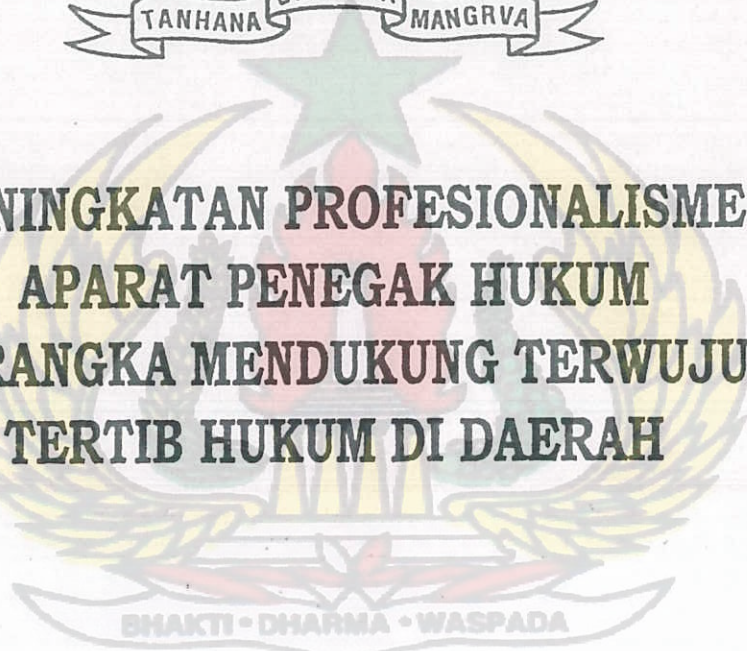 TANHANA MANGRVA
NINGKATAN PROFESIONALISME
APARAT PENEGAK HUKUM
RANGKA MENDUKUNG TERWUJU
TERTIB HUKUM DI DAERAH
BHAKTI • DHARMA • WASPADA